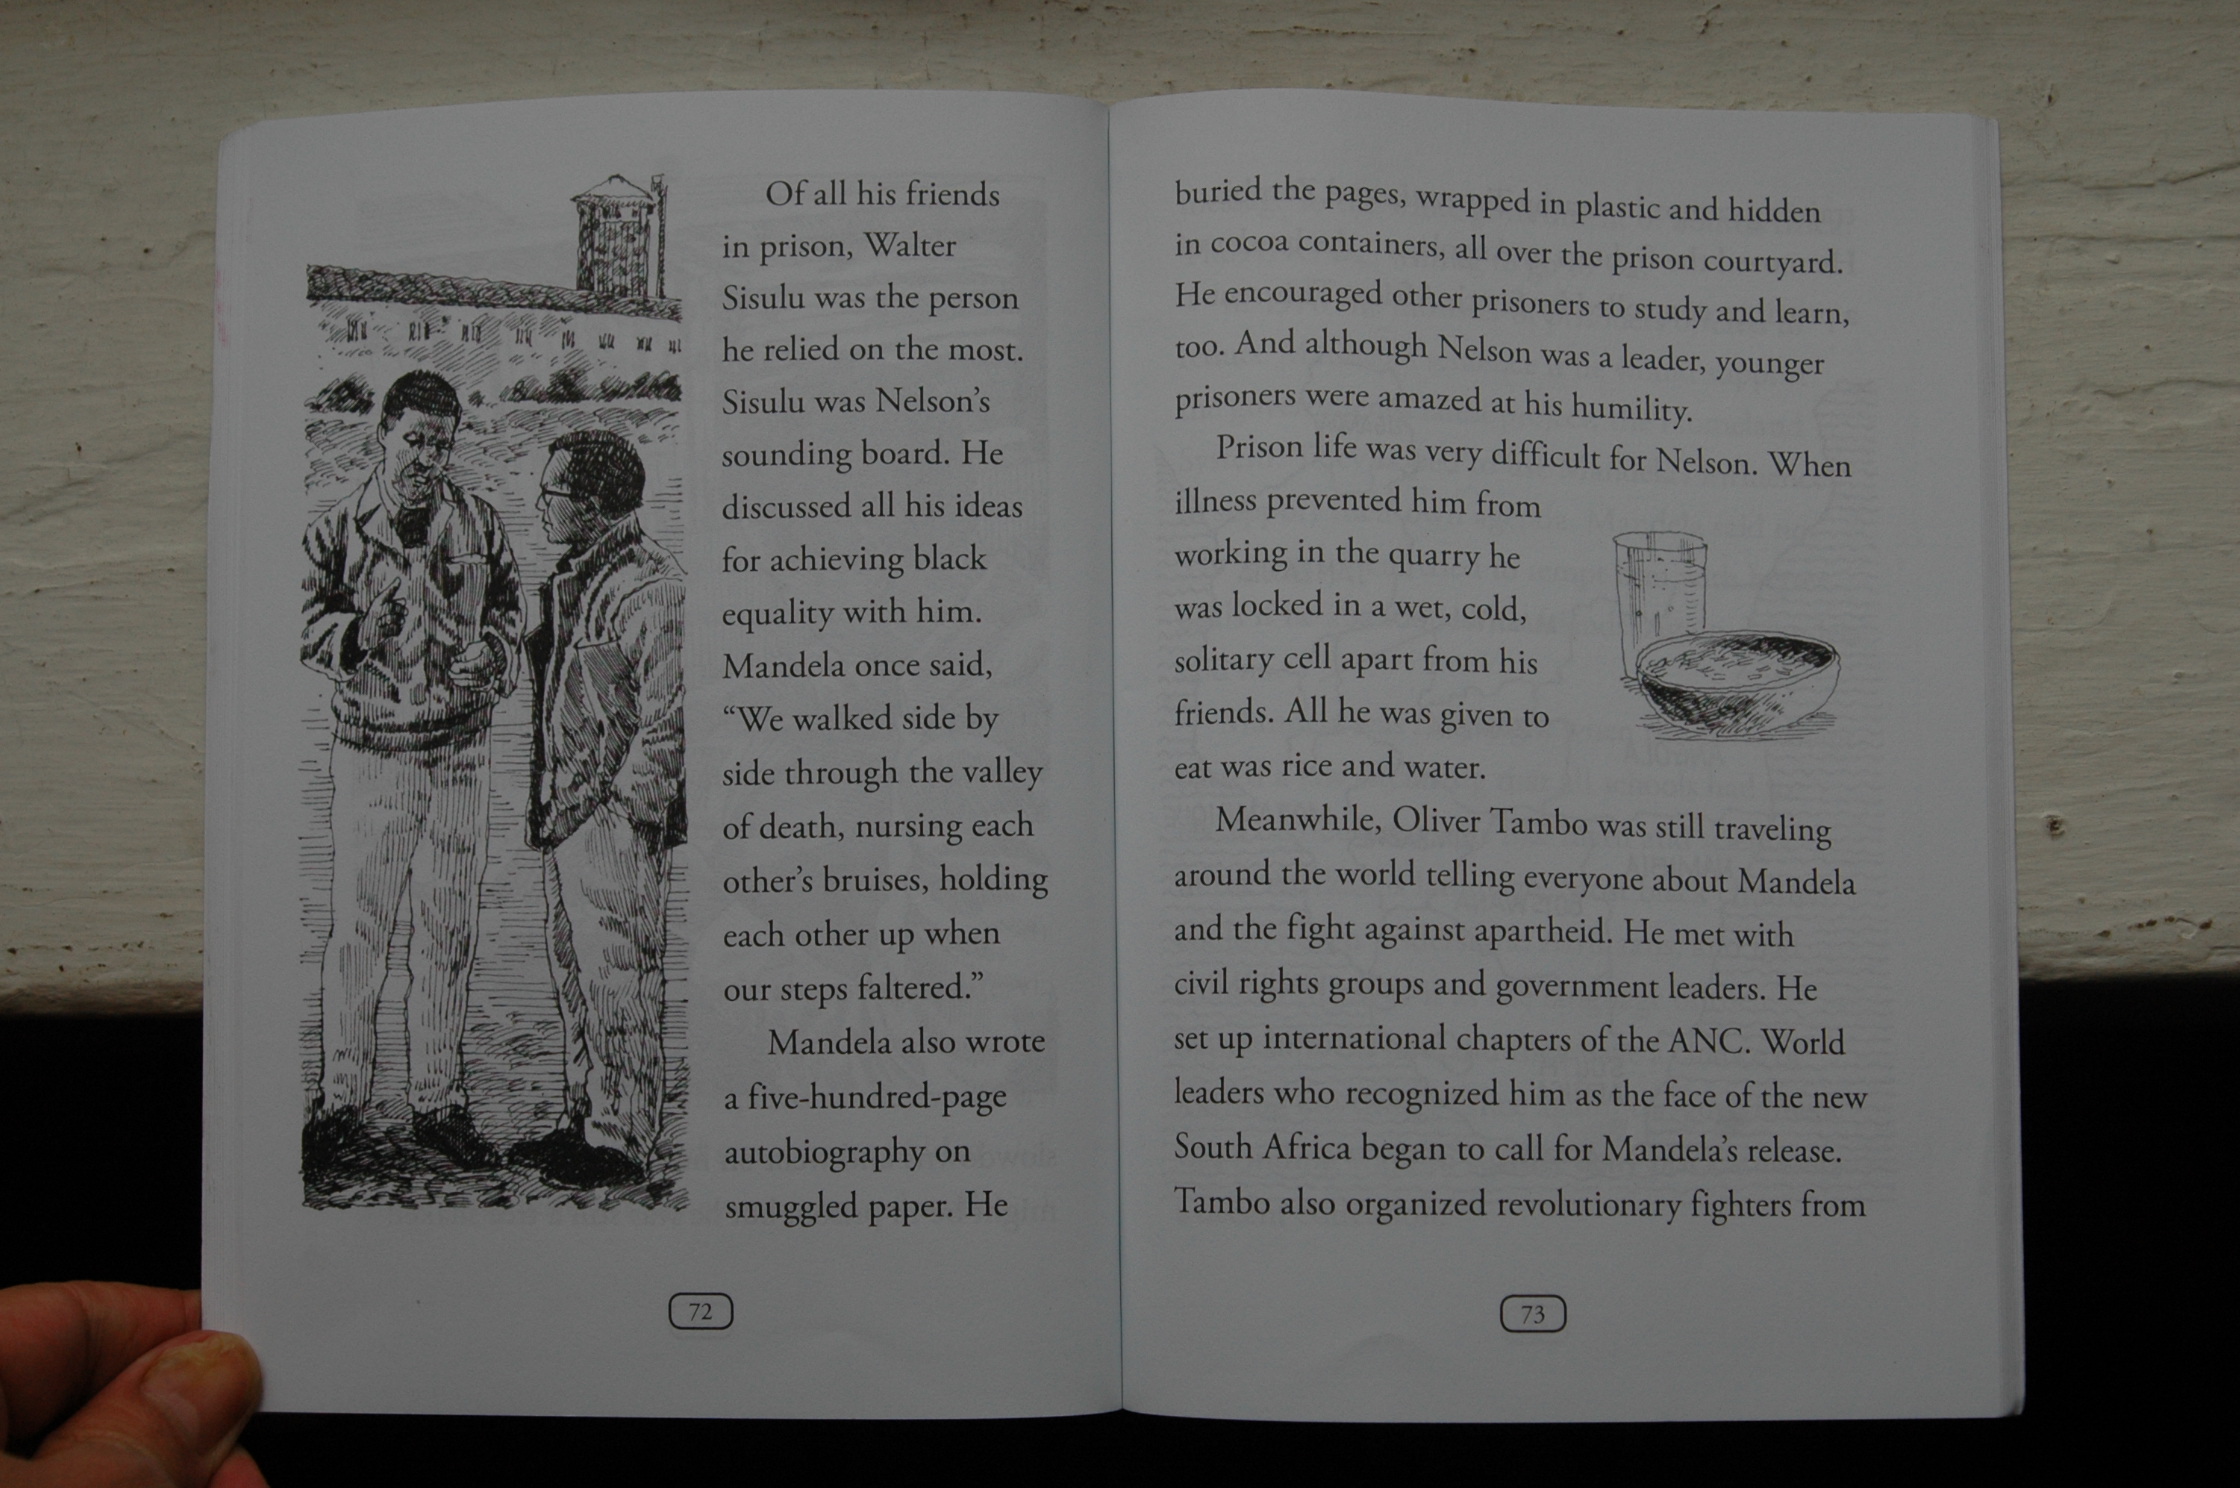 Of all his friends
in prison, Walter
Sisulu was the person
he relied on the most.
Sisulu was Nelson’s
sounding board. He
discussed all his ideas
for achieving black
equality with him.
Mandela once said,
“We walked side by
side through the valley
of death, nursing each
other’s bruises, holding
each other up when
our steps faltered.”
Mandela also wrote
a five-hundred-page
autobiography on
smuggled paper. He
72
buried the pages, wrapped in plastic and hidden
in cocoa containers, all over the prison courtyard.
He encouraged other prisoners to study and learn,
too. And although Nelson was a leader, younger
prisoners were amazed at his humility.
Prison life was very difficult for Nelson. When
illness prevented him from
working in the quarry he
was locked in a wet, cold,
solitary cell apart from his
friends. All he was given to
eat was rice and water.
Meanwhile, Oliver Tambo was still traveling
around the world telling everyone about Mandela
and the fight against apartheid. He met with
civil rights groups and government leaders. He
set up international chapters of the ANC. World
leaders who recognized him as the face of the new
South Africa began to call for Mandela’s release.
Tambo also organized revolutionary fighters from
73